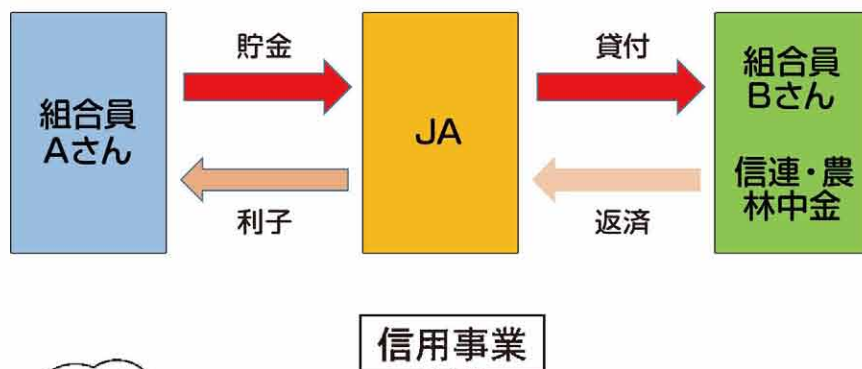 貯金
貸付
組合員
Aさん
JA
組合員
Bさん
信連・農
林中金
利子
返済
信用事業